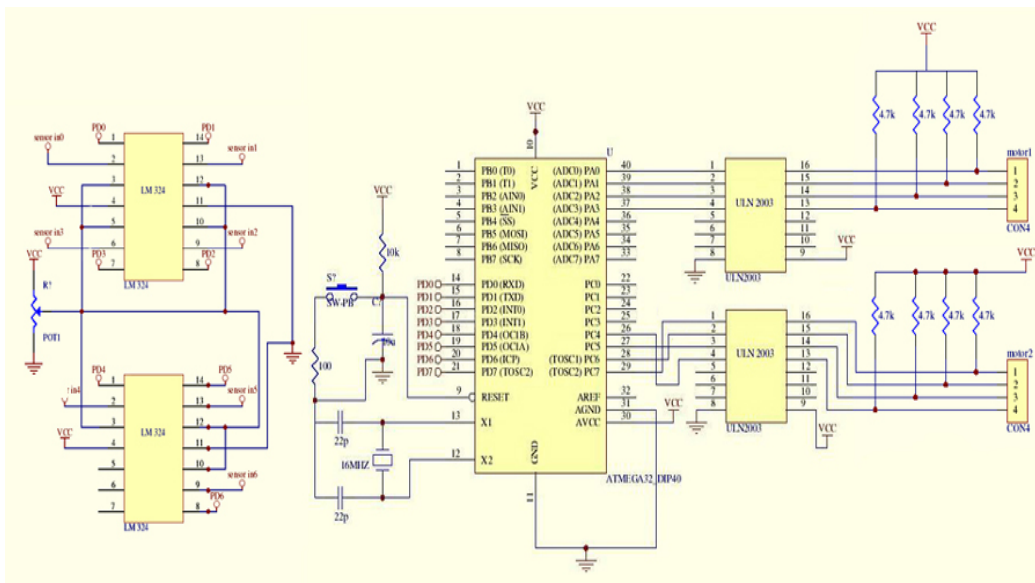 sensor in0
PD0
1
14
PD1
2
13
sensor in1
3
LM 324
12
VCC
4
11
5
10
sensor in3
6
9
sensor in2
PD3
7
8
PD2
LM 324
VCC
R?
POT1
PD4
1
14
PD5
2
13
sensor in5
3
LM 324
12
VCC
4
11
5
10
6
9
sensor in6
7
8
PD6
LM 324
VCC
10k
S?
SW-PB
100
22p
16MHZ
22p
VCC
10
U
VCC
1 PB0 (T0) (ADC0) PA0 40
2 PB1 (T1) (ADC1) PA1 39
3 PB2 (AIN0) (ADC2) PA2 38
4 PB3 (AIN1) (ADC3) PA3 37
5 PB4 (SS) (ADC4) PA4 36
6 PB5 (MOSI) (ADC5) PA5 35
7 PB6 (MISO) (ADC6) PA6 34
8 PB7 (SCK) (ADC7) PA7 33
PD0 14 PD0 (RXD) PC0 22
PD1 15 PD1 (TXD) PC1 23
PD2 16 PD2 (INT0) PC2 24
PD3 17 PD3 (INT1) PC3 25
PD4 18 PD4 (OC1B) PC4 26
PD5 19 PD5 (OC1A) PC5 27
PD6 20 PD6 (ICP) (TOSC1) PC6 28
PD7 21 PD7 (TOSC2) (TOSC2) PC7 29
9 RESET AREF 32
AGND 31
13 X1 AVCC 30
VCC
12 X2
GND
11
ATMEGA32_DIP40
1 16
2 15
3 14
4 ULN 2003 13
5 12
6 11
7 10
8 9
VCC
ULN2003
VCC
4.7k 4.7k 4.7k 4.7k
motor1
1
2
3
4
CON4
1 16
2 15
3 14
4 ULN 2003 13
5 12
6 11
7 10
8 9
VCC
ULN2003
VCC
4.7k 4.7k 4.7k 4.7k
motor2
1
2
3
4
CON4